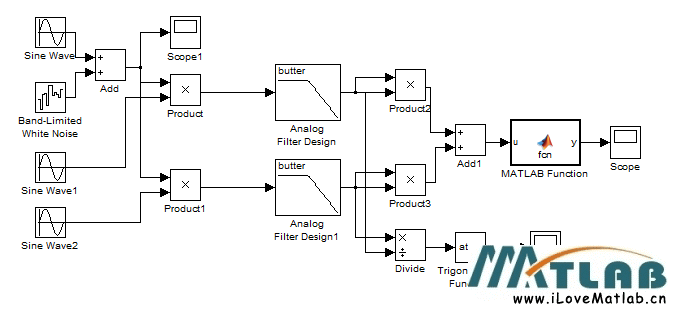 Sine Wave
Add
Scope1
Band-Limited
White Noise
Product
butter
Analog
Filter Design
Product2
Add1
u
fcn
y
MATLAB Function
Scope
Sine Wave1
Product1
butter
Analog
Filter Design1
Product3
Sine Wave2
Divide
at
Trigon
Fun
MATLAB
www.iLoveMatlab.cn